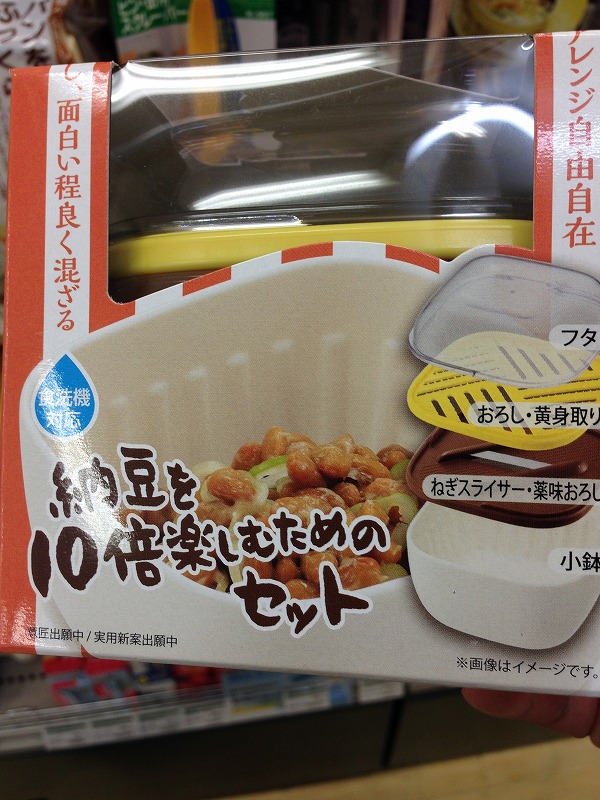 し、面白い程良く混ざる
アレンジ自由自在
食洗機
対応
フタ
おろし・黄身取り
ねぎスライサー・薬味おろし
小鉢
納豆を
10倍楽しむための
セット
意匠出願中/実用新案出願中
※画像はイメージです。